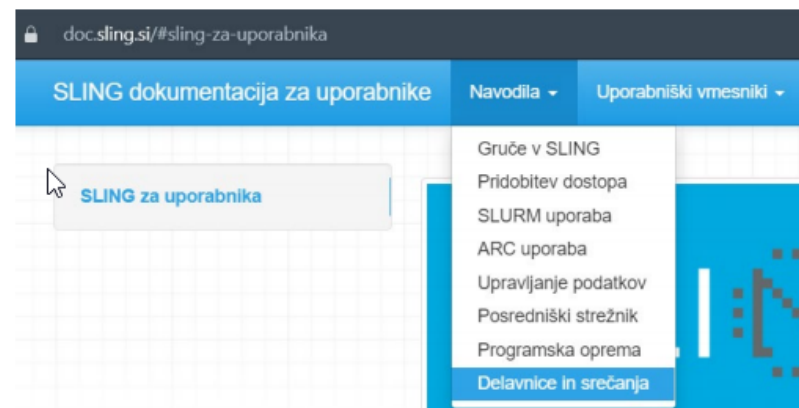 doc.sling.si/#sling-za-uporabnika
SLING dokumentacija za uporabnike
Navodila
Uporabniški vmesniki
SLING za uporabnika
Gruče v SLING
Pridobitev dostopa
SLURM uporaba
ARC uporaba
Upravljanje podatkov
Posredniški strežnik
Programska oprema
Delavnice in srečanja